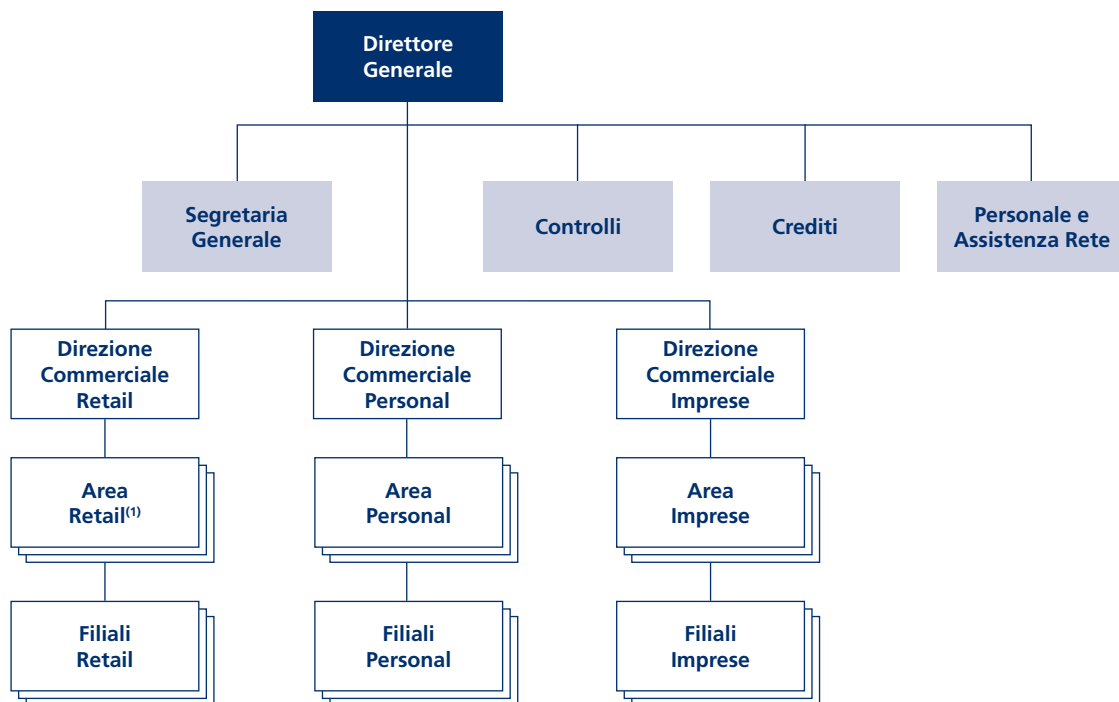 Direttore
Generale
Segretaria
Generale
Controlli
Crediti
Personale e
Assistenza Rete
Direzione
Commerciale
Retail
Direzione
Commerciale
Personal
Direzione
Commerciale
Imprese
Area
Retail(1)
Area
Personal
Area
Imprese
Filiali
Retail
Filiali
Personal
Filiali
Imprese